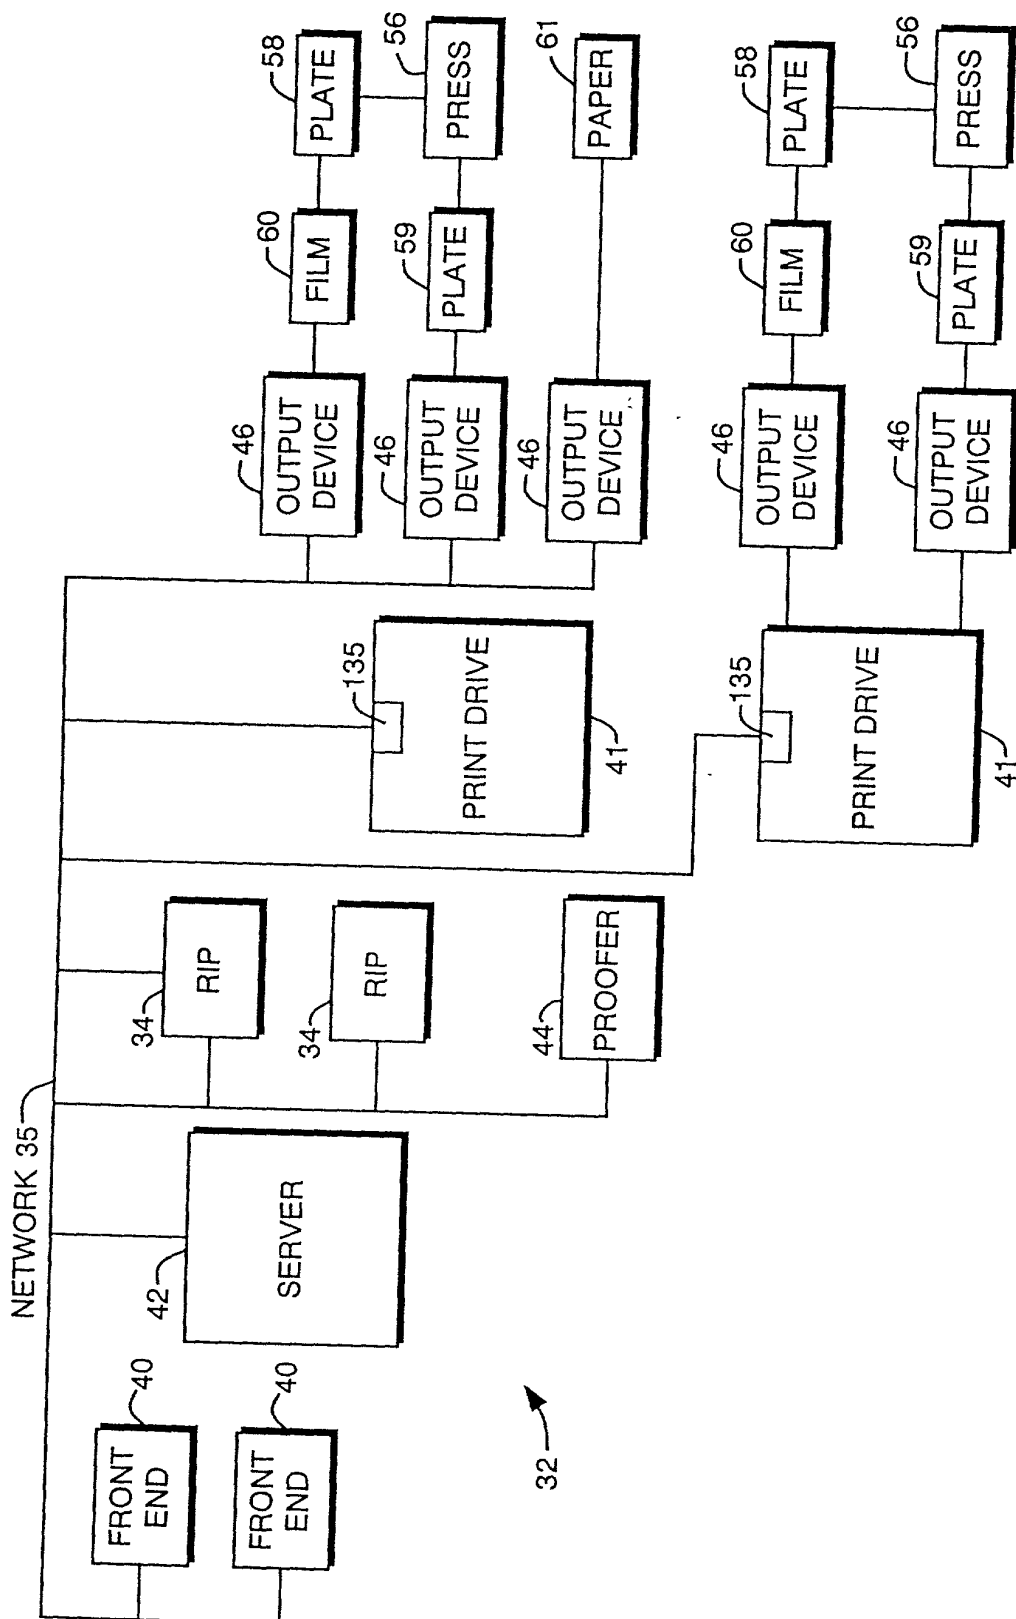 NETWORK 35
40
FRONT
END
40
FRONT
END
42
SERVER
34
RIP
34
RIP
44
PROOFER
135
PRINT DRIVE
41
135
PRINT DRIVE
41
46
OUTPUT
DEVICE
60
FILM
58
PLATE
46
OUTPUT
DEVICE
59
PLATE
56
PRESS
46
OUTPUT
DEVICE
61
PAPER
46
OUTPUT
DEVICE
60
FILM
58
PLATE
46
OUTPUT
DEVICE
59
PLATE
56
PRESS
32